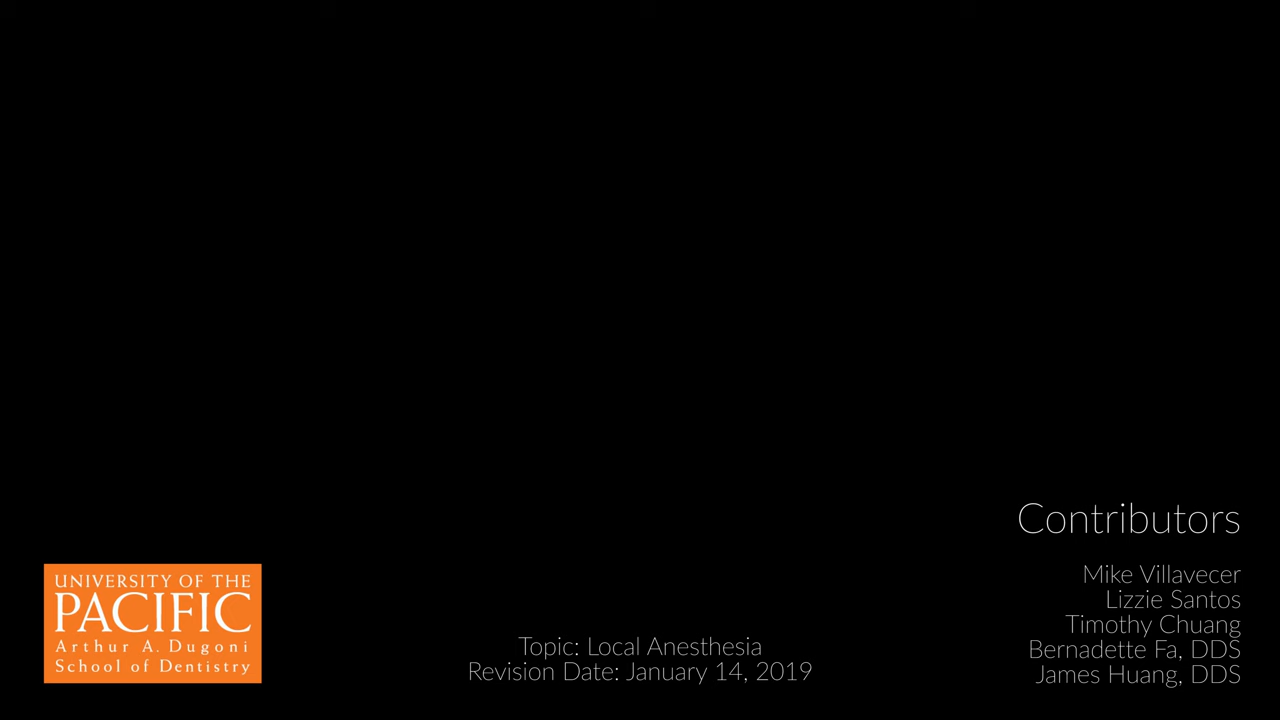 Contributors
Mike Villavecer
Lizzie Santos
Timothy Chuang
Bernadette Fa, DDS
James Huang, DDS
UNIVERSITY OF THE
PACIFIC
Arthur A. Dugoni
School of Dentistry
Topic: Local Anesthesia
Revision Date: January 14, 2019